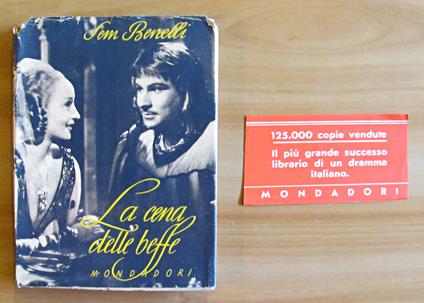 Sem Benelli
La cena
delle beffe
MONDADORI
125.000 copie vendute
Il piú grande successo
librario di un dramma
italiano.
MONDADORI